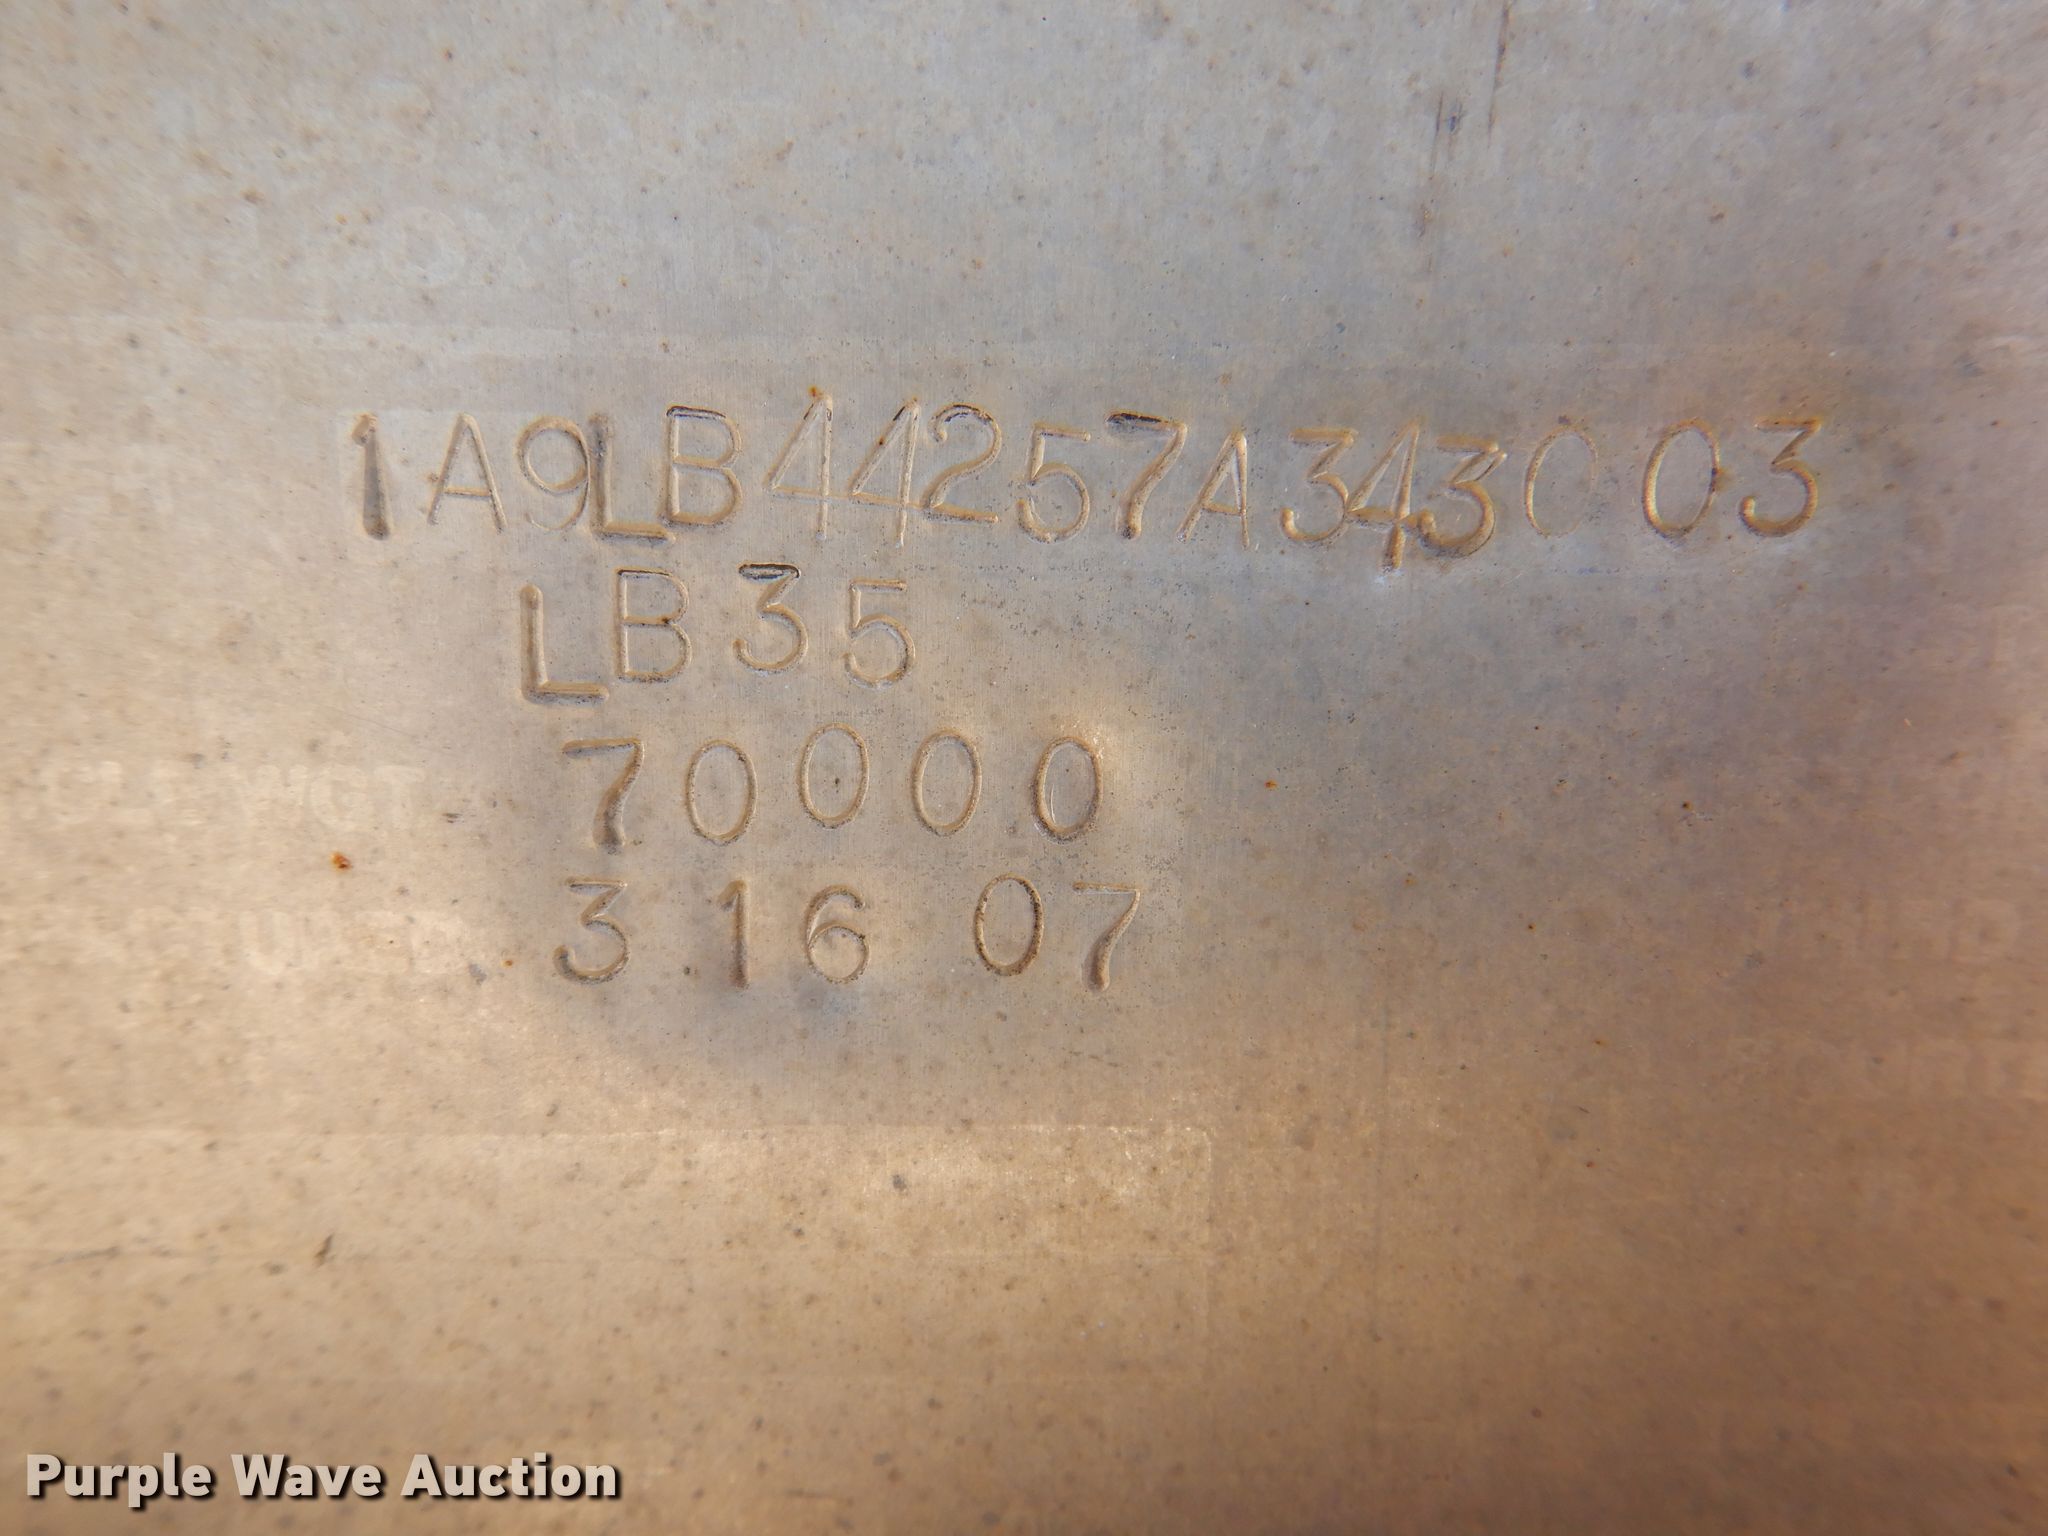 1A9LB44257A343003
LB35
70000
3 16 07
Purple Wave Auction